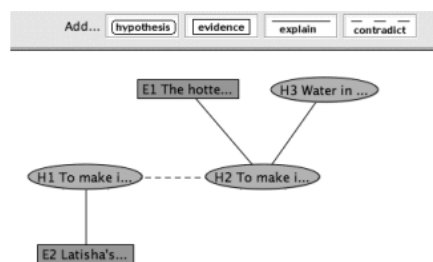 Add... hypothesis evidence explain contradict
E1 The hotte...
H3 Water in ...
H1 To make i...
H2 To make i...
E2 Latisha's...